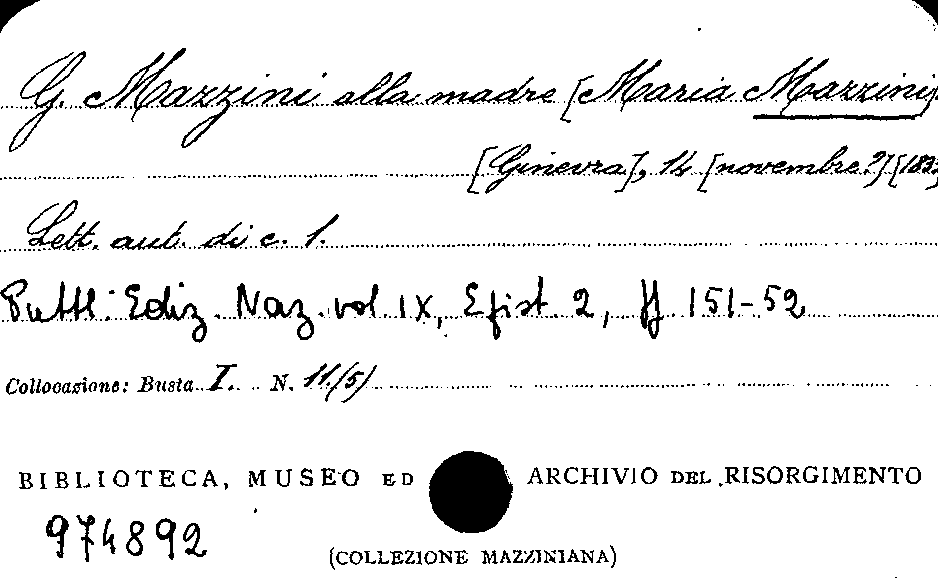 G. Mazzini alla madre [Maria Mazzini].
[Ginevra], 14 [novembre?] [183
Lett. aut. di c. 1.
Pubbl: Ediz. Naz. vol. IX, Epist. 2, pp. 151-52
Collocazione: Busta I. N. 11.(5)
BIBLIOTECA, MUSEO ED ARCHIVIO DEL RISORGIMENTO
974892
(COLLEZIONE MAZZINIANA)